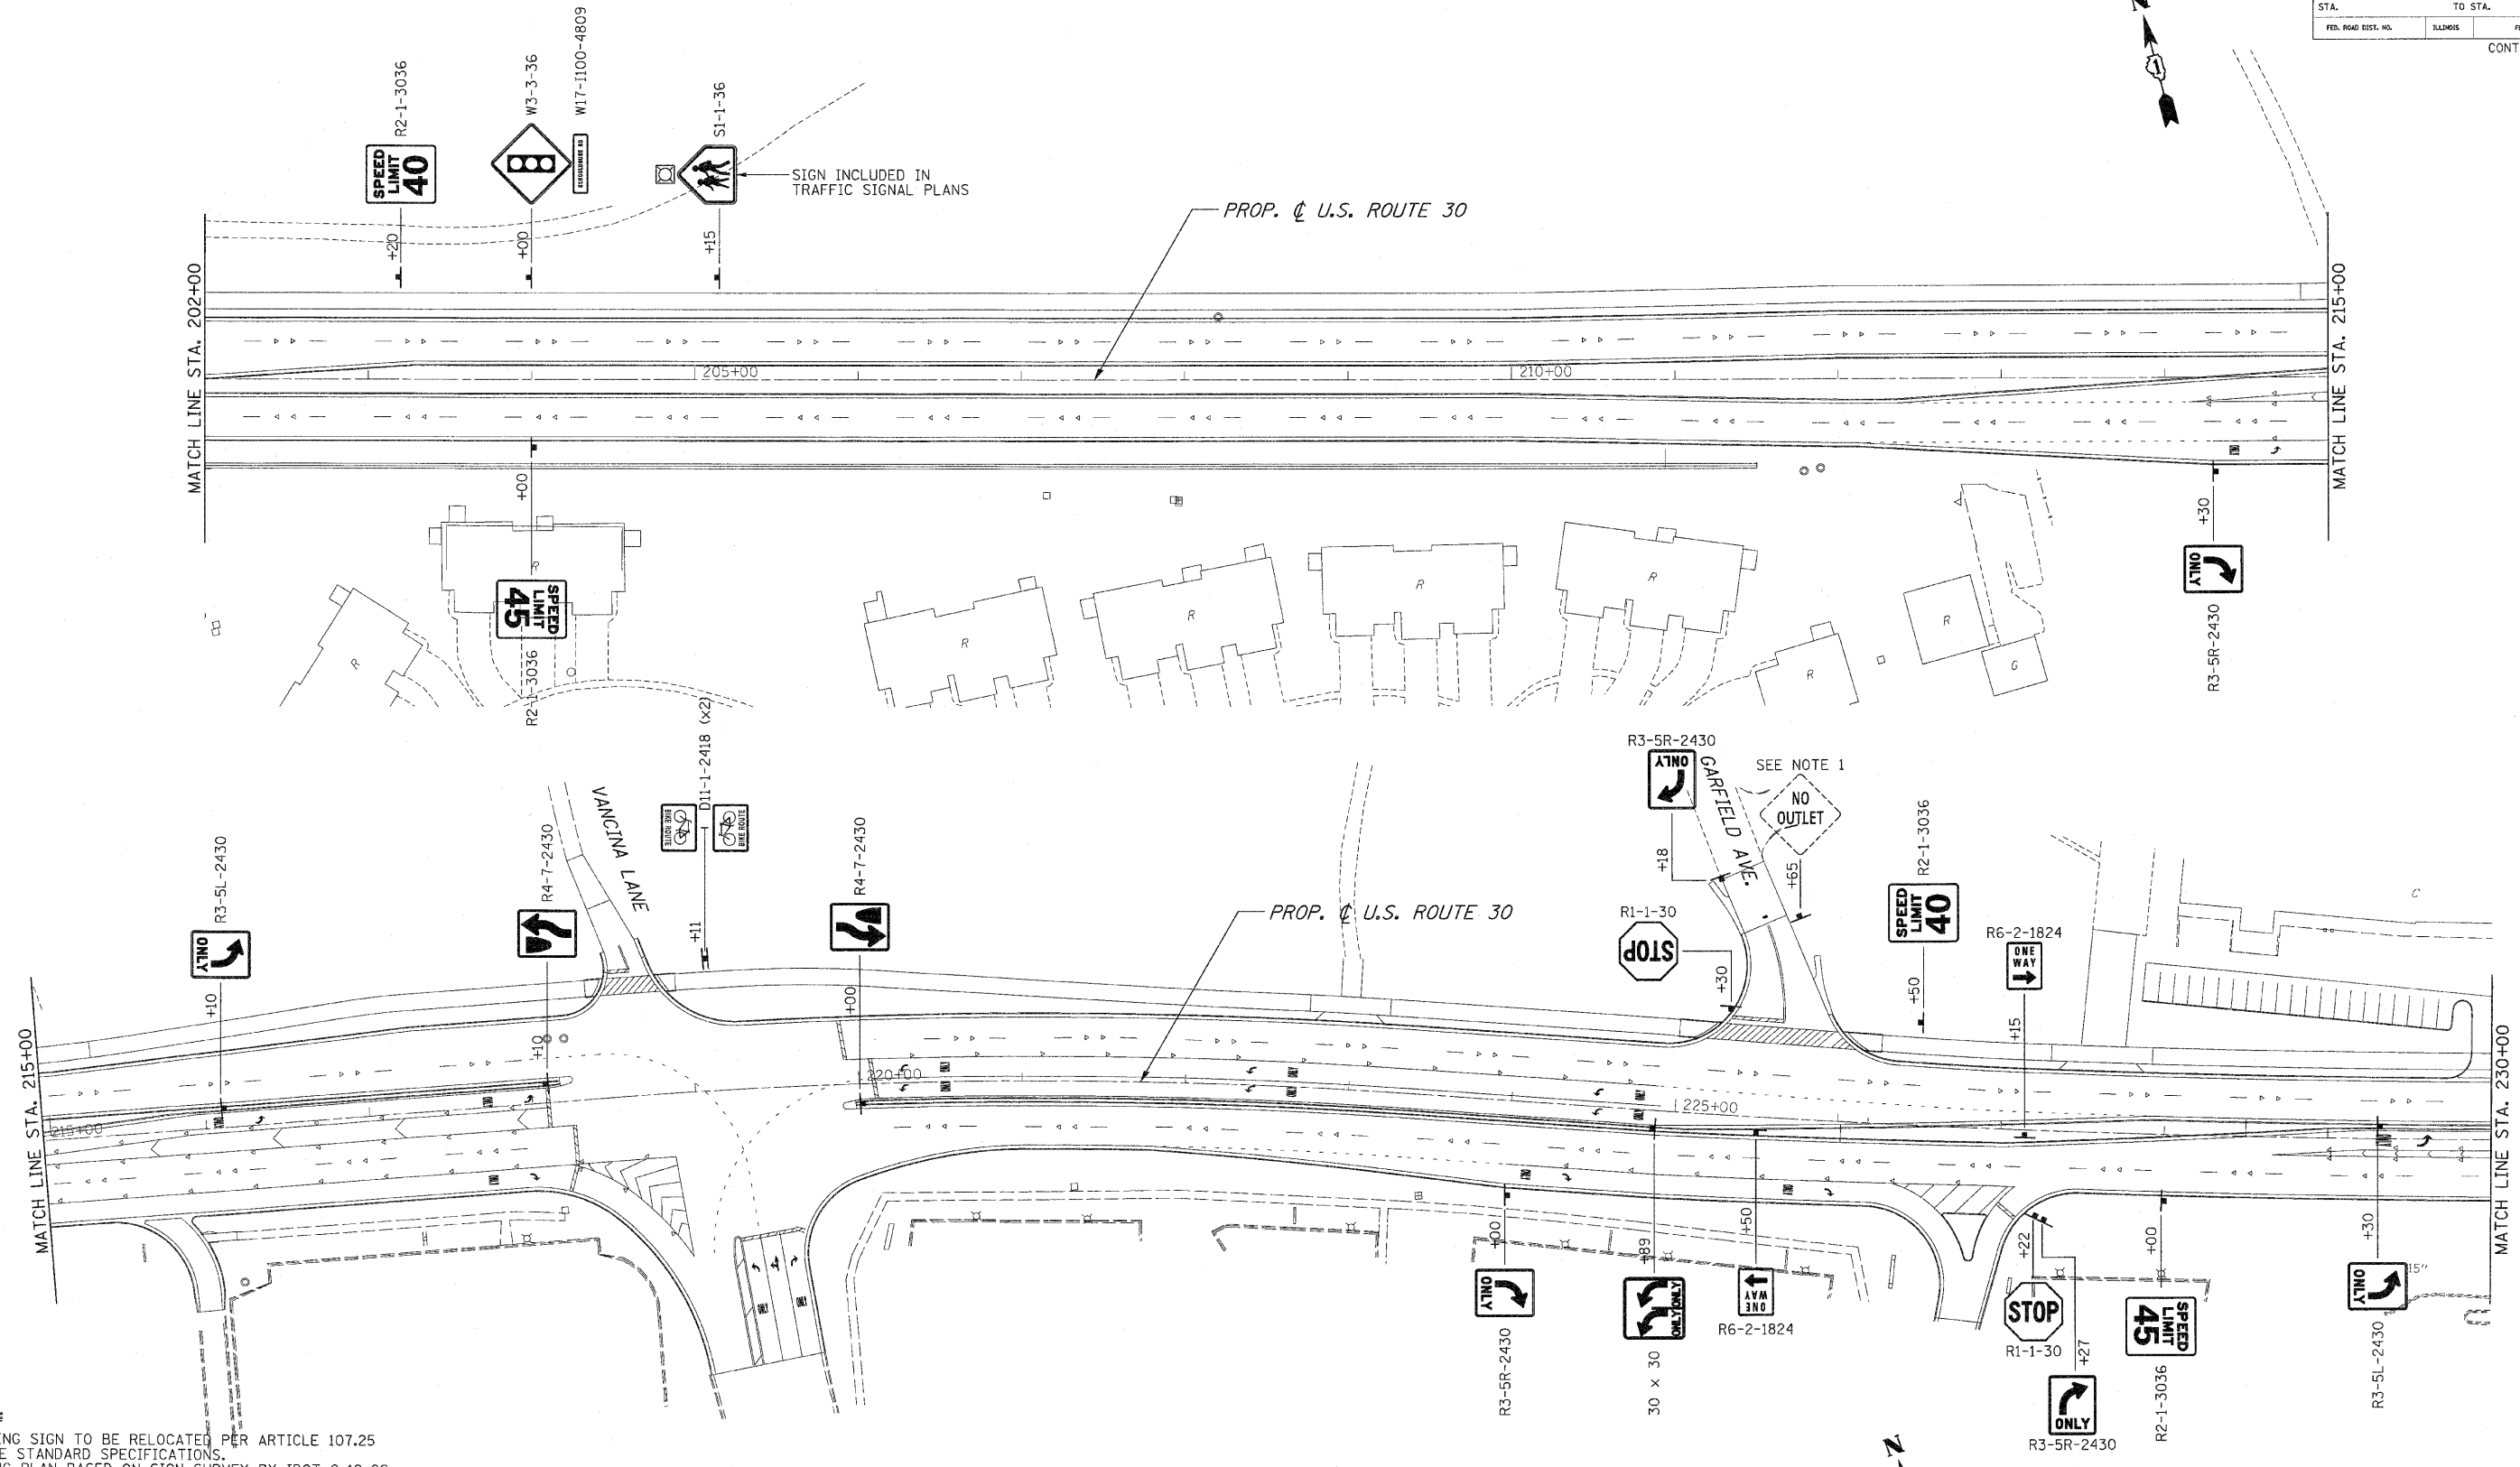 STA. TO STA.
FED. ROAD DIST. NO. ILLINOIS
CONT
N
1
R2-1-3036
SPEED LIMIT 40
W3-3-36
W17-I100-4809
SCHOOLHOUSE RD
S1-1-36
SIGN INCLUDED IN
TRAFFIC SIGNAL PLANS
PROP. ℄ U.S. ROUTE 30
+20
+00
+15
MATCH LINE STA. 202+00
MATCH LINE STA. 215+00
205+00
210+00
+00
+30
R
R
R
R
R
R
R
R
G
SPEED LIMIT 45
R2-1-3036
ONLY
R3-5R-2430
D11-1-2418 (x2)
BIKE ROUTE
BIKE ROUTE
VANCINA LANE
R3-5L-2430
ONLY
+10
R4-7-2430
+10
+11
R4-7-2430
+00
R3-5R-2430
ONLY
GARFIELD AVE.
SEE NOTE 1
NO
OUTLET
+18
+65
R1-1-30
STOP
+30
R2-1-3036
SPEED LIMIT 40
+50
R6-2-1824
ONE
WAY
+15
C
PROP. ℄ U.S. ROUTE 30
MATCH LINE STA. 215+00
215+00
220+00
225+00
MATCH LINE STA. 230+00
+00
ONLY
R3-5R-2430
+89
ONLY ONLY
30 x 30
+50
ONE
WAY
R6-2-1824
+22
STOP
R1-1-30
+27
ONLY
R3-5R-2430
+00
SPEED LIMIT 45
R2-1-3036
+30
ONLY
15"
R3-5L-2430
N
ING SIGN TO BE RELOCATED PER ARTICLE 107.25
E STANDARD SPECIFICATIONS.